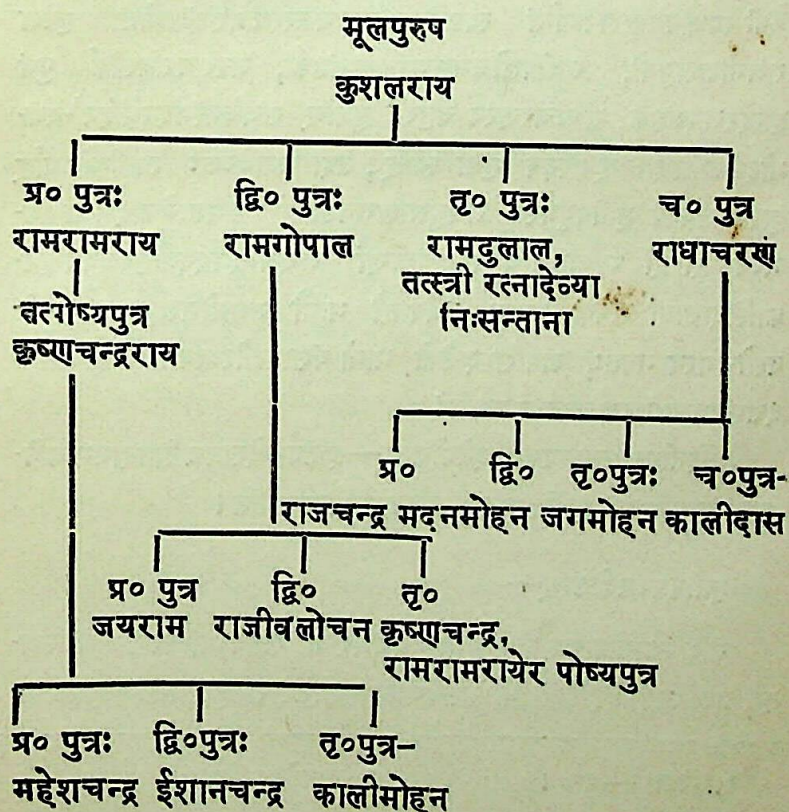 मूलपुरुष
कुशलराय
प्र० पुत्रः द्वि० पुत्रः तृ० पुत्रः च० पुत्र
रामरामराय रामगोपाल रामदुलाल, राधाचरणं
तत्स्त्री रत्नादेव्या
निःसन्ताना
तत्गोष्यपुत्र
कृष्णचन्द्रराय
प्र० द्वि० तृ०पुत्रः च०पुत्र-
राजचन्द्र मदनमोहन जगमोहन कालीदास
प्र० पुत्र द्वि० तृ०
जयराम राजीवलोचन कृष्णचन्द्र,
रामरामरायेर पोष्यपुत्र
प्र० पुत्रः द्वि०पुत्रः तृ०पुत्र-
महेशचन्द्र ईशानचन्द्र कालीमोहन